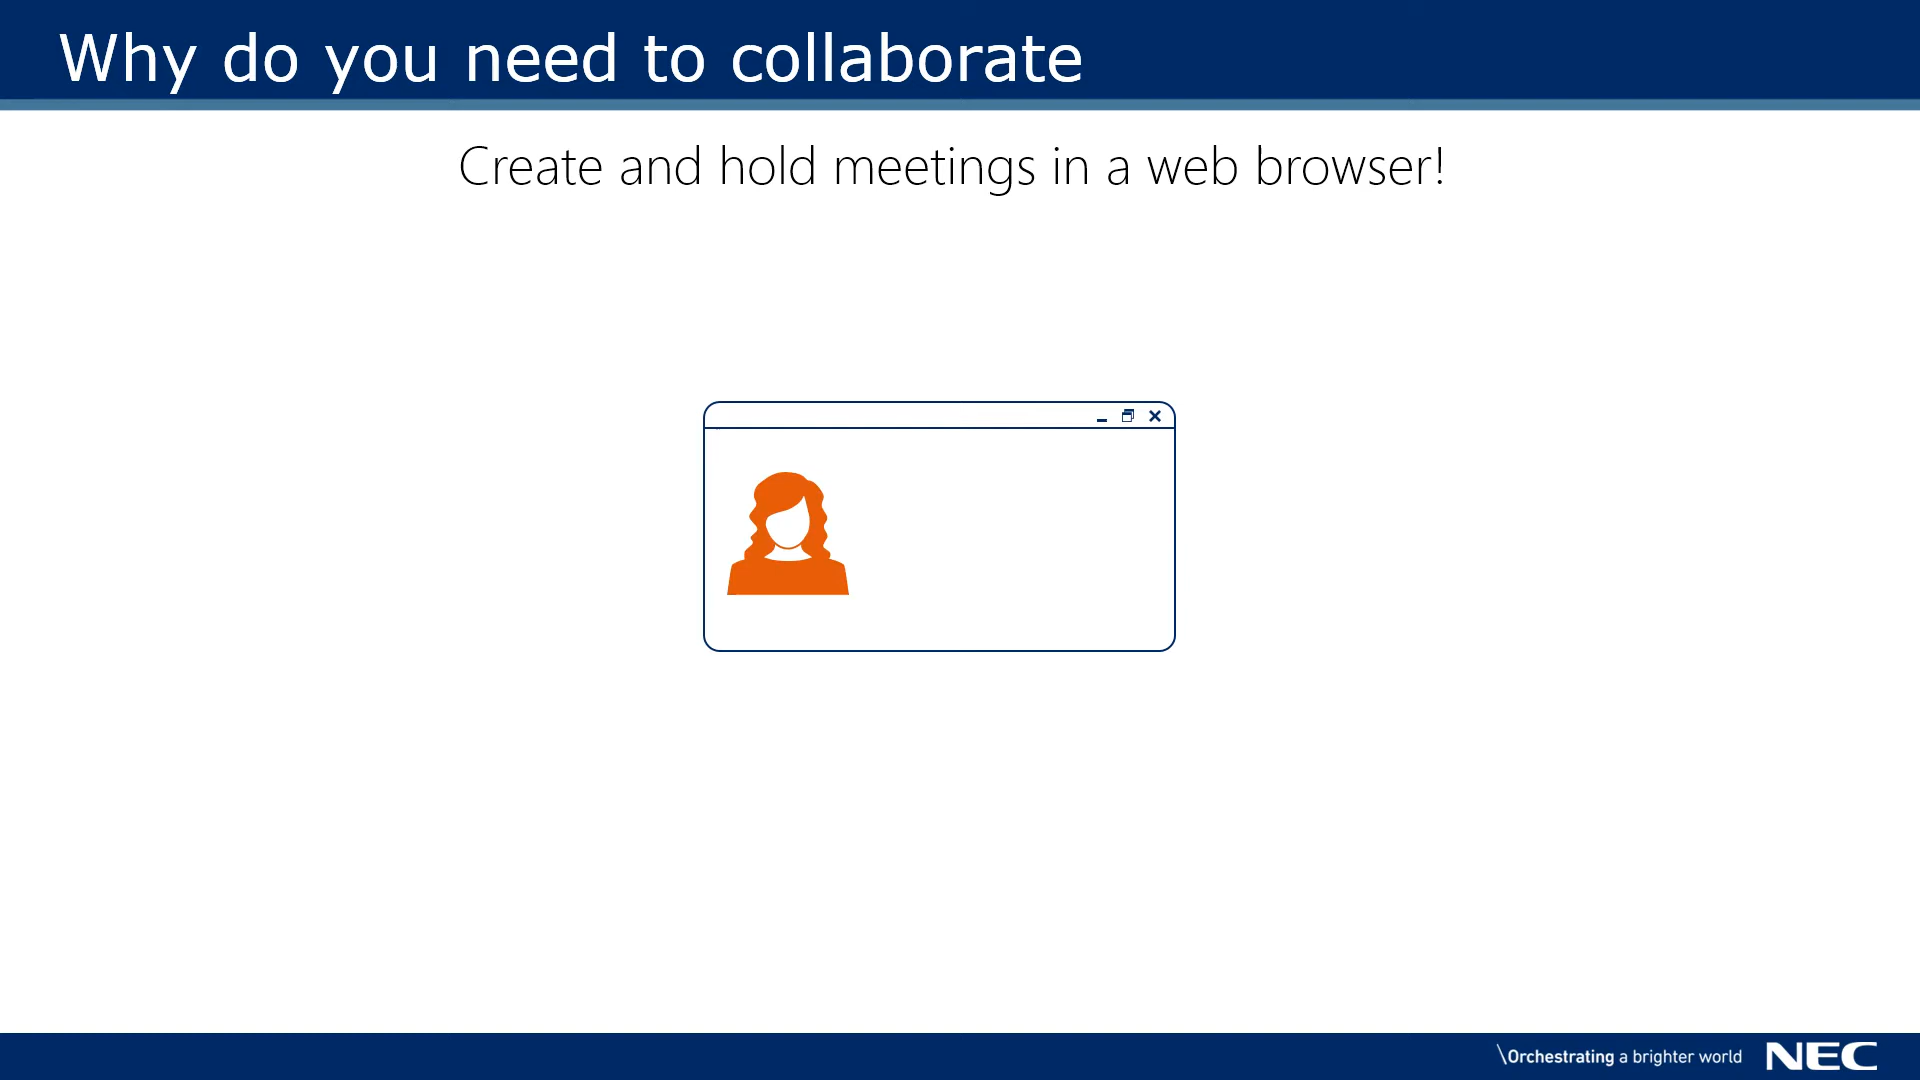 Why do you need to collaborate
Create and hold meetings in a web browser!
\Orchestrating a brighter world NEC